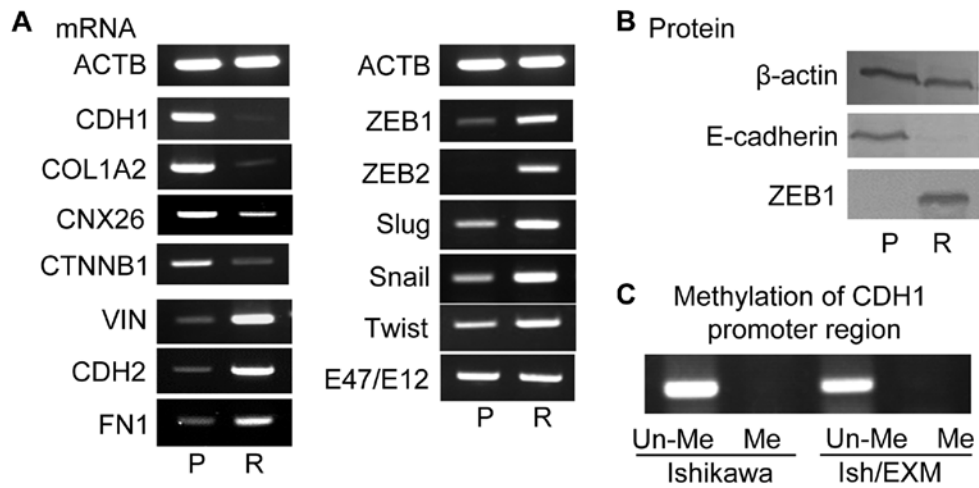 A mRNA
ACTB
CDH1
COL1A2
CNX26
CTNNB1
VIN
CDH2
FN1
P R
ACTB
ZEB1
ZEB2
Slug
Snail
Twist
E47/E12
P R
B Protein
β-actin
E-cadherin
ZEB1
P R
C Methylation of CDH1
promoter region
Un-Me Me Un-Me Me
Ishikawa Ish/EXM